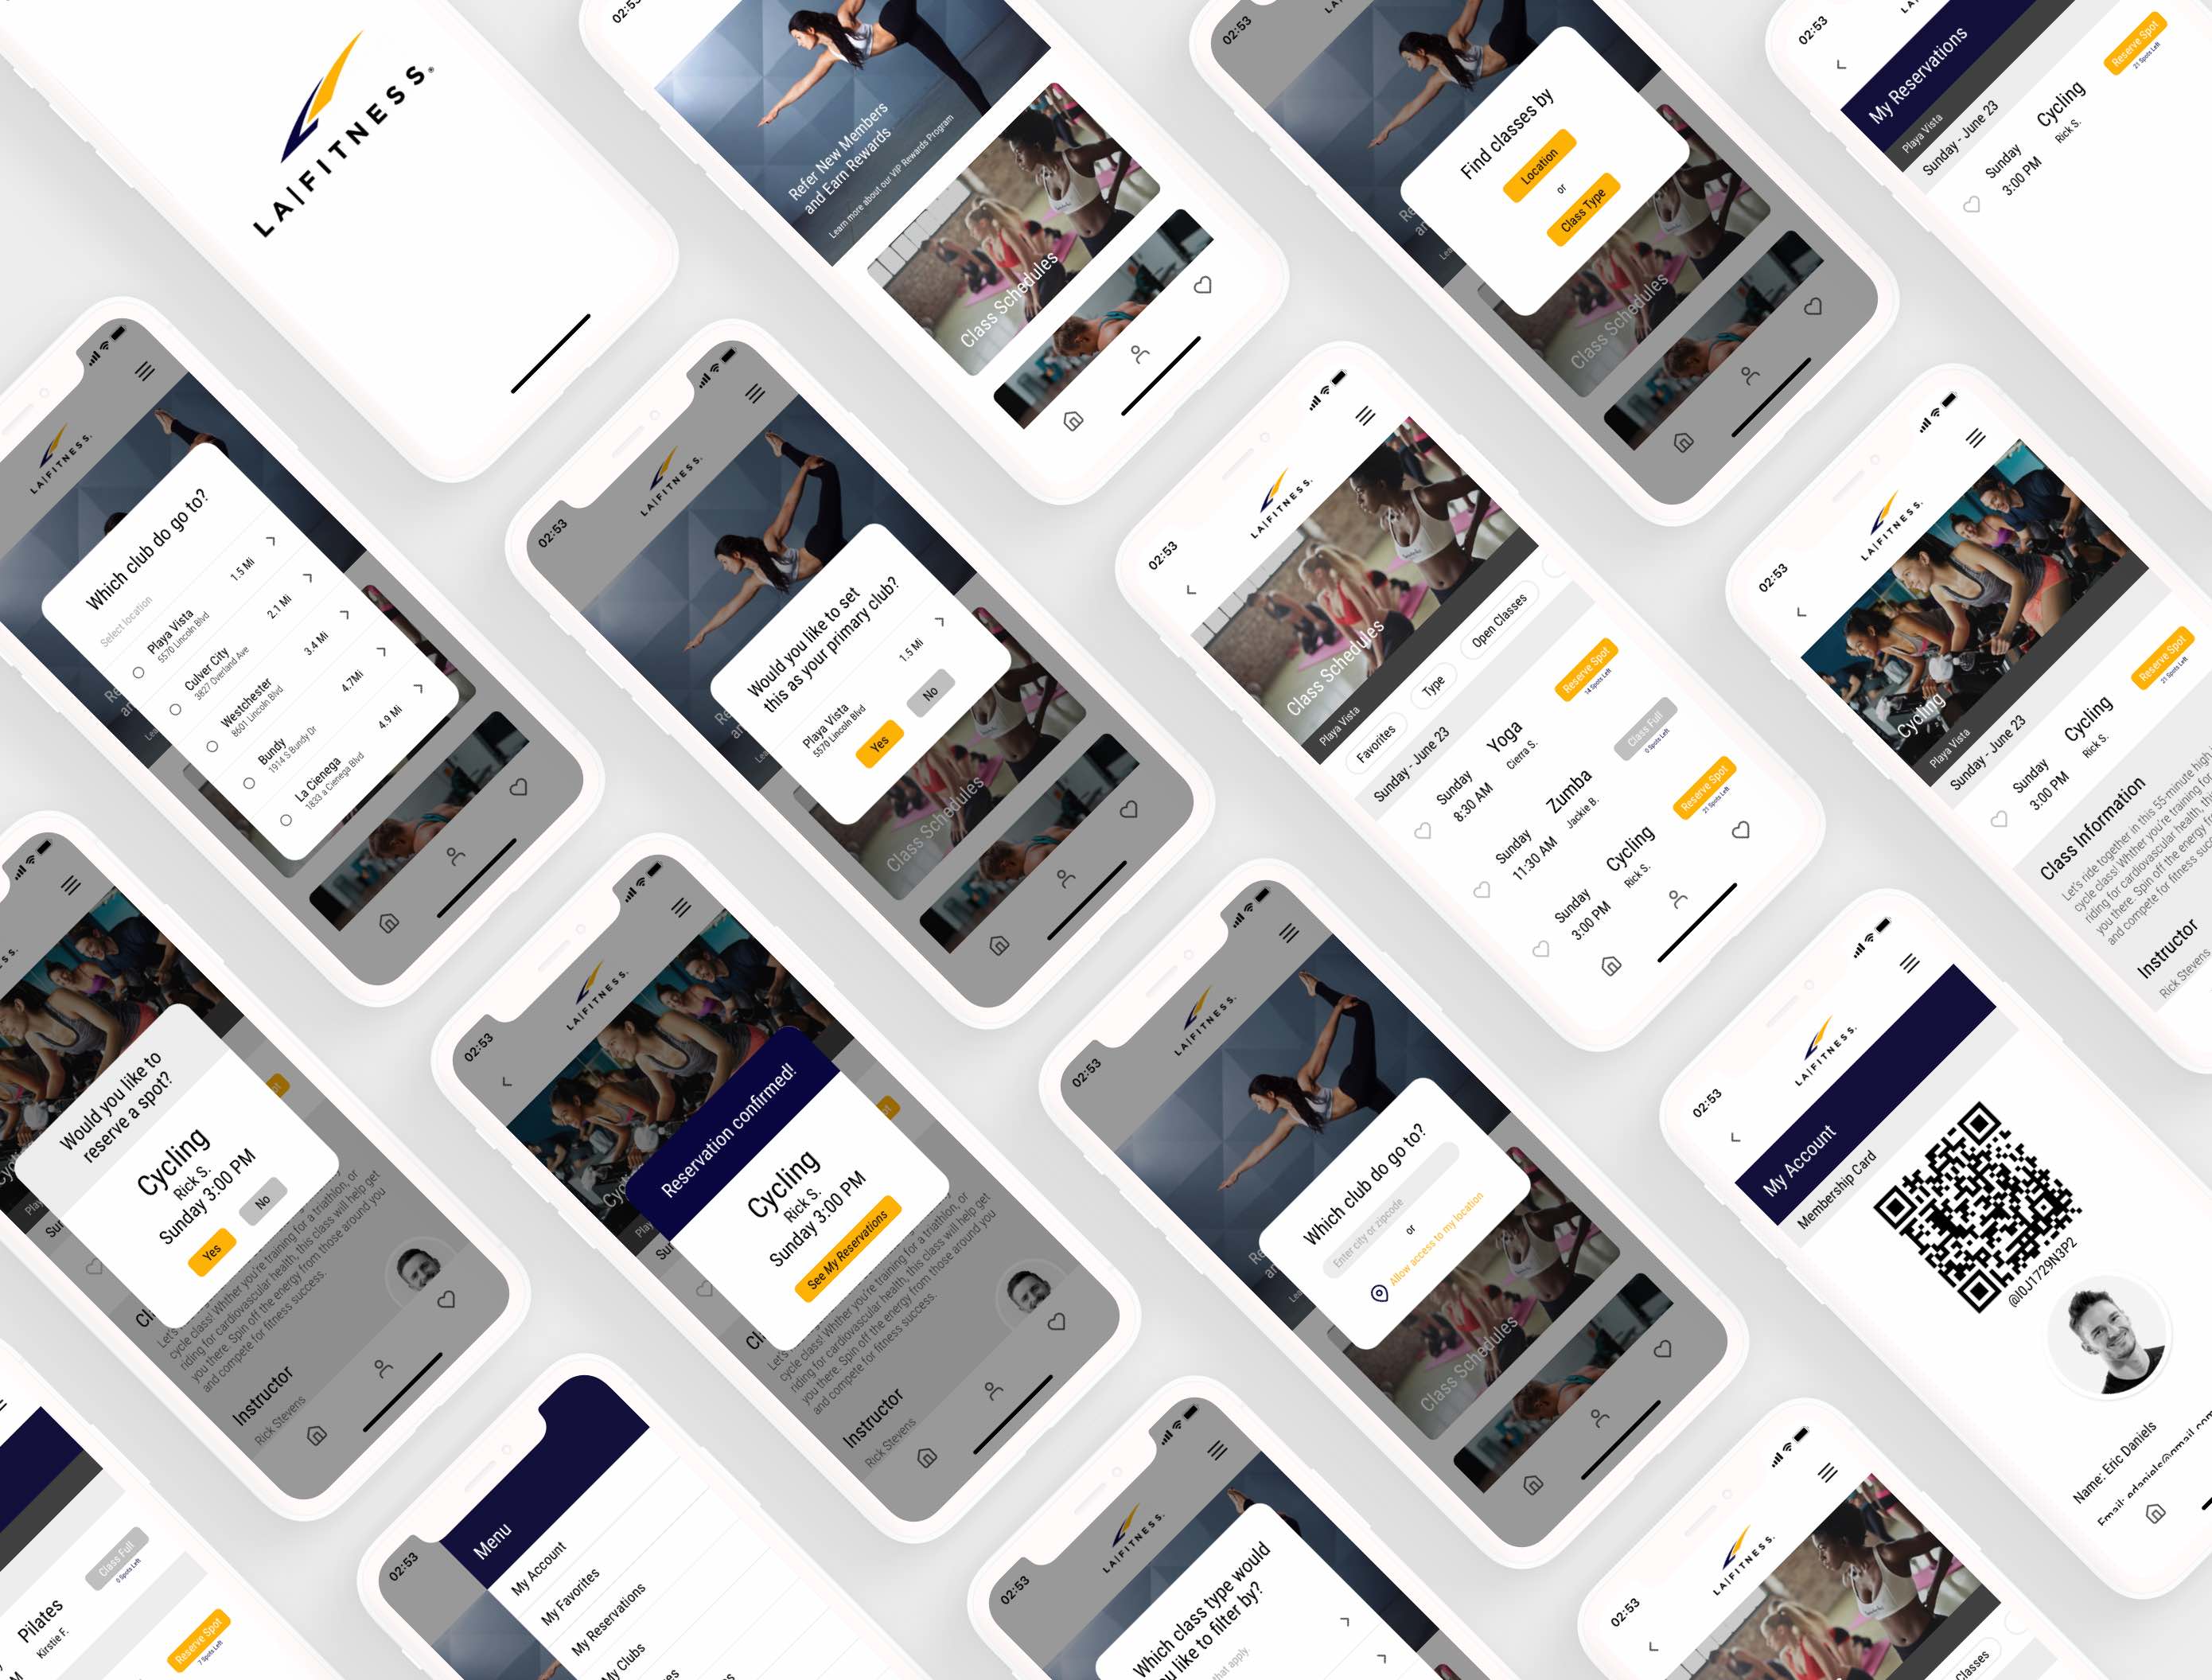 LA|FITNESS.
02:53
Refer New Members
and Earn Rewards
Learn more about our VIP Rewards Program
Class Schedules
02:53
Find classes by
Location
or
Class Type
Class Schedules
02:53
My Reservations
Playa Vista
Sunday - June 23
Sunday
3:00 PM
Cycling
Rick S.
Reserve Spot
21 Spots Left
LA|FITNESS.
Which club do go to?
Select location
Playa Vista
5570 Lincoln Blvd
1.5 Mi
Culver City
3827 Overland Ave
2.1 Mi
Westchester
8601 Lincoln Blvd
3.4 Mi
Bundy
1914 S.Bundy Dr
4.7Mi
La Cienega
1833 a Cienega Blvd
4.9 Mi
02:53
LA|FITNESS.
Would you like to set
this as your primary club?
Playa Vista
5570 Lincoln Blvd
1.5 Mi
Yes
No
Class Schedules
02:53
LA|FITNESS.
Class Schedules
Playa Vista
Favorites
Type
Open Classes
Sunday - June 23
Sunday
8:30 AM
Yoga
Cierra S.
Reserve Spot
14 Spots Left
Sunday
11:30 AM
Zumba
Jackie B.
Class Full
0 Spots Left
Sunday
3:00 PM
Cycling
Rick S.
Reserve Spot
21 Spots Left
02:53
LA|FITNESS.
Cycling
Playa Vista
Sunday - June 23
Sunday
3:00 PM
Cycling
Rick S.
Reserve Spot
21 Spots Left
Class Information
Let's ride together in this 55-minute high
cycle class! Whther you're training for
riding for cardiovascular health, this
you there. Spin off the energy from
and compete for fitness succ
Instructor
Rick Stevens
Would you like to
reserve a spot?
Cycling
Rick S.
Sunday 3:00 PM
Yes
No
Let's
cycle class! Whther you're training for a triathlon, or
riding for cardiovascular health, this class will help get
you there. Spin off the energy from those around you
and compete for fitness success.
Instructor
Rick Stevens
02:53
LA|FITNESS.
Reservation confirmed!
Cycling
Rick S.
Sunday 3:00 PM
See My Reservations
Let's
cycle class! Whther you're training for a triathlon, or
riding for cardiovascular health, this class will help get
you there. Spin off the energy from those around you
and compete for fitness success.
Instructor
Rick Stevens
02:53
LA|FITNESS.
Which club do go to?
Enter city or zipcode
or
Allow access to my location
Class Schedules
02:53
LA|FITNESS.
My Account
Membership Card
@I0J1729N3P2
Name: Eric Daniels
Email: edaniels@gmail.com
Pilates
Kirstie F.
Class Full
0 Spots Left
Reserve Spot
7 Spots Left
02:53
Menu
My Account
My Favorites
My Reservations
My Clubs
02:53
LA|FITNESS.
Which class type would
you like to filter by?
that apply.
02:53
LA|FITNESS.
Classes